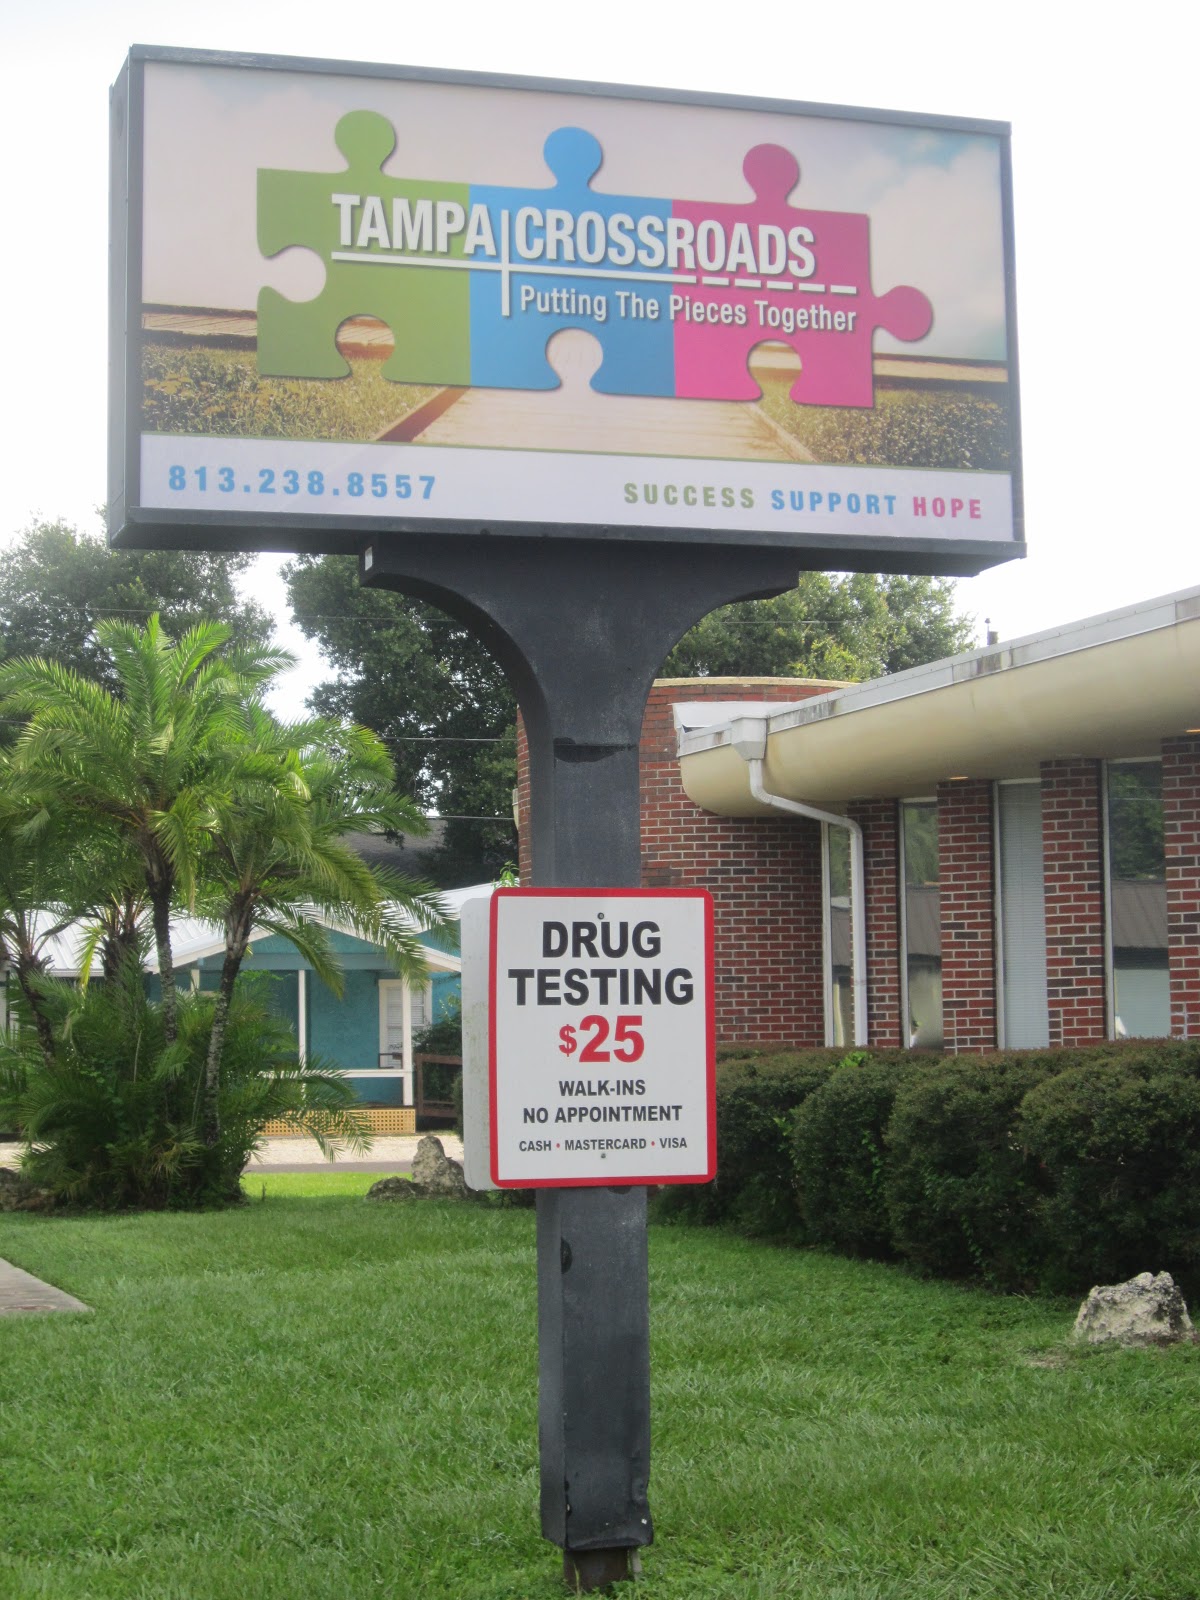 TAMPA CROSSROADS
Putting The Pieces Together
813.238.8557
SUCCESS SUPPORT HOPE
DRUG
TESTING
$25
WALK-INS
NO APPOINTMENT
CASH • MASTERCARD • VISA